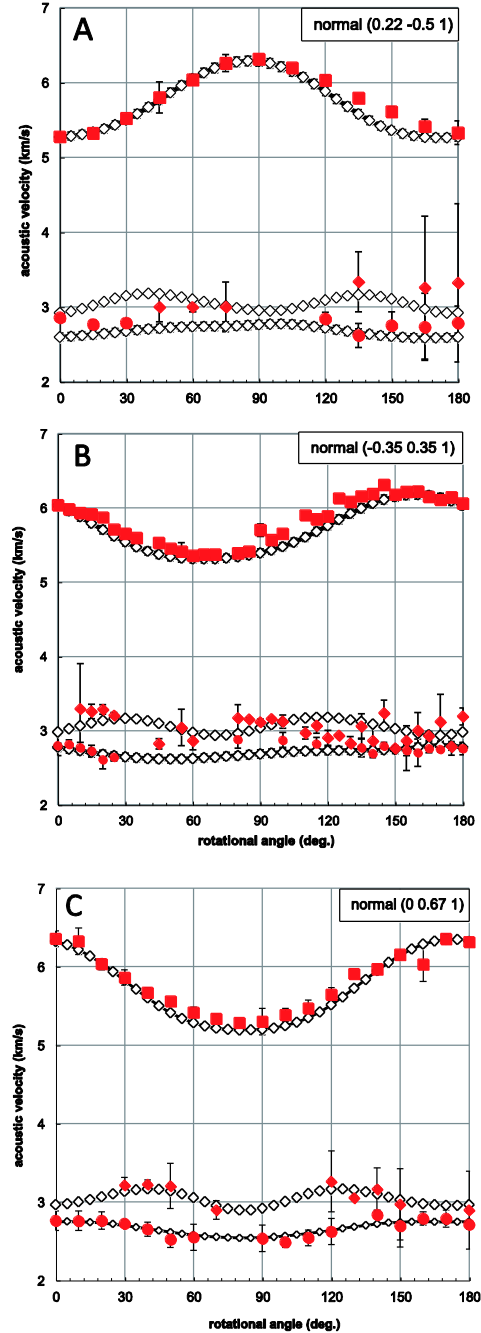 A
normal (0.22 -0.5 1)
7
6
5
4
3
2
acoustic velocity (km/s)
0 30 60 90 120 150 180
B
normal (-0.35 0.35 1)
7
6
5
4
3
2
acoustic velocity (km/s)
0 30 60 90 120 150 180
rotational angle (deg.)
C
normal (0 0.67 1)
7
6
5
4
3
2
acoustic velocity (km/s)
0 30 60 90 120 150 180
rotational angle (deg.)